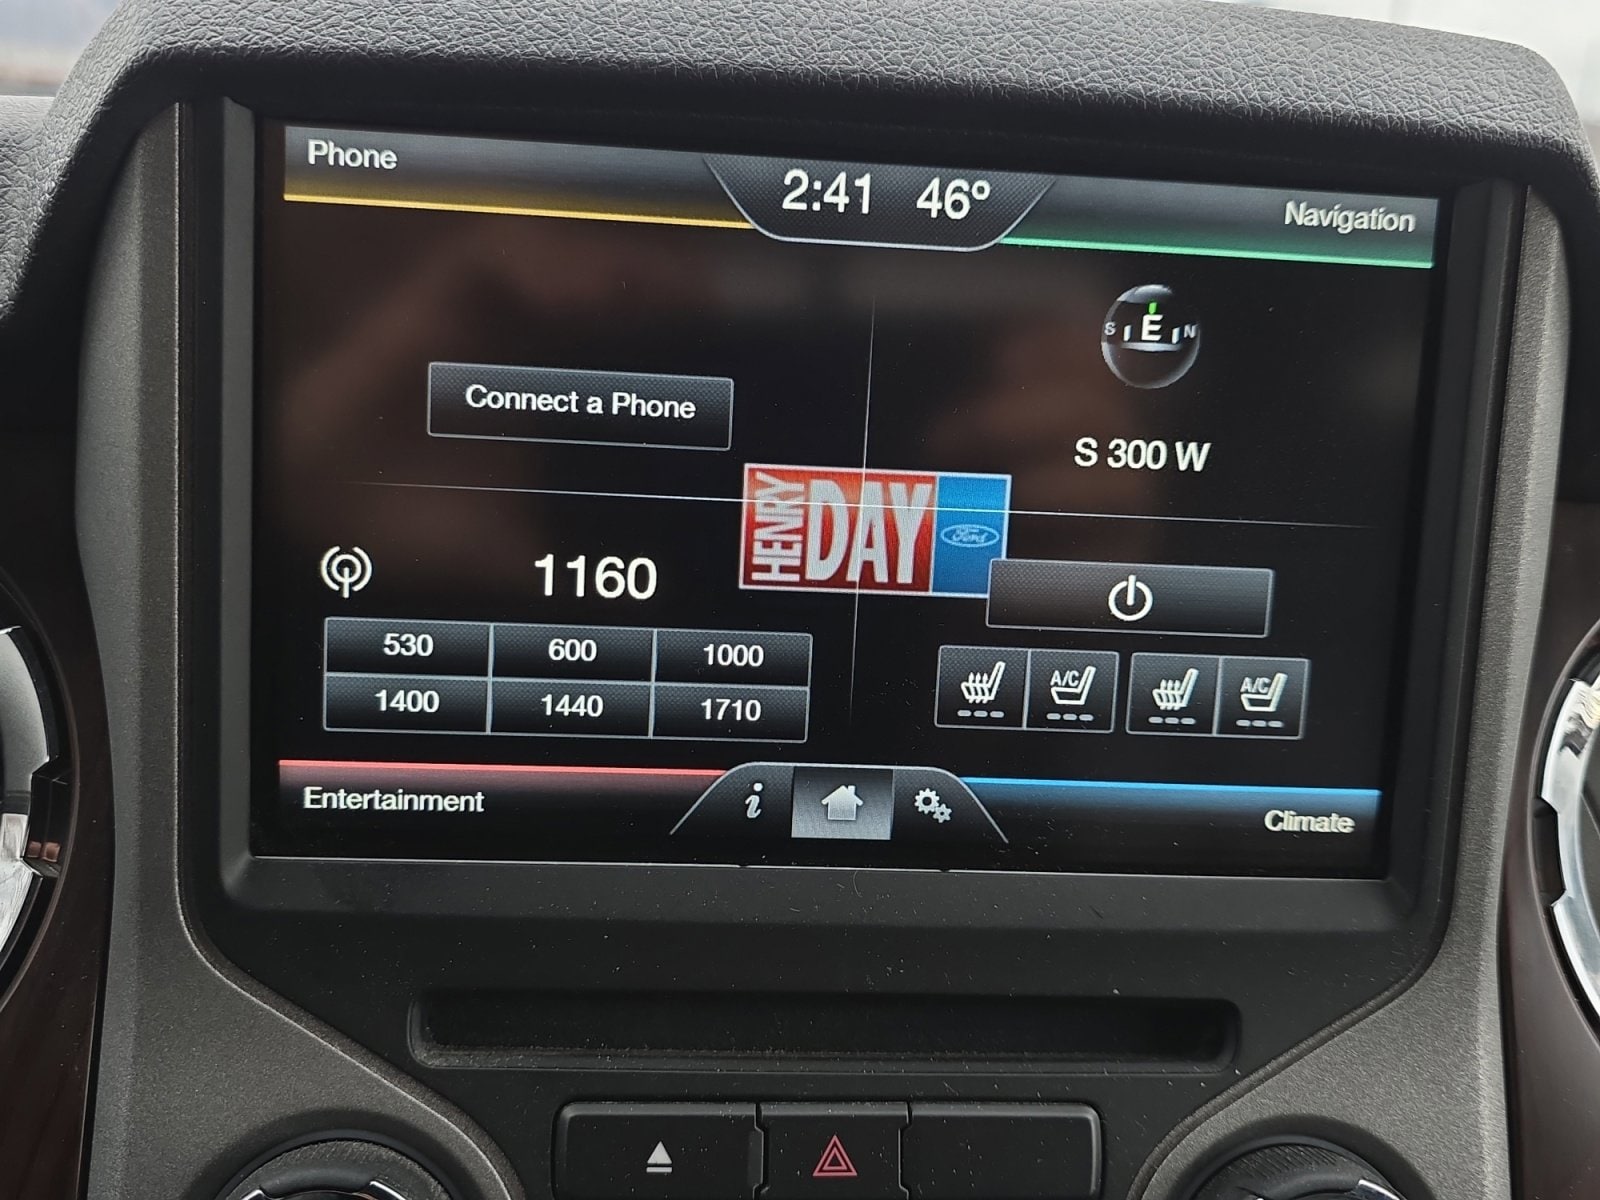 Phone
2:41 46°
Navigation
S E N
Connect a Phone
S 300 W
HENRY
DAY
Ford
1160
530 600 1000
1400 1440 1710
A/C
A/C
Entertainment
i
Climate